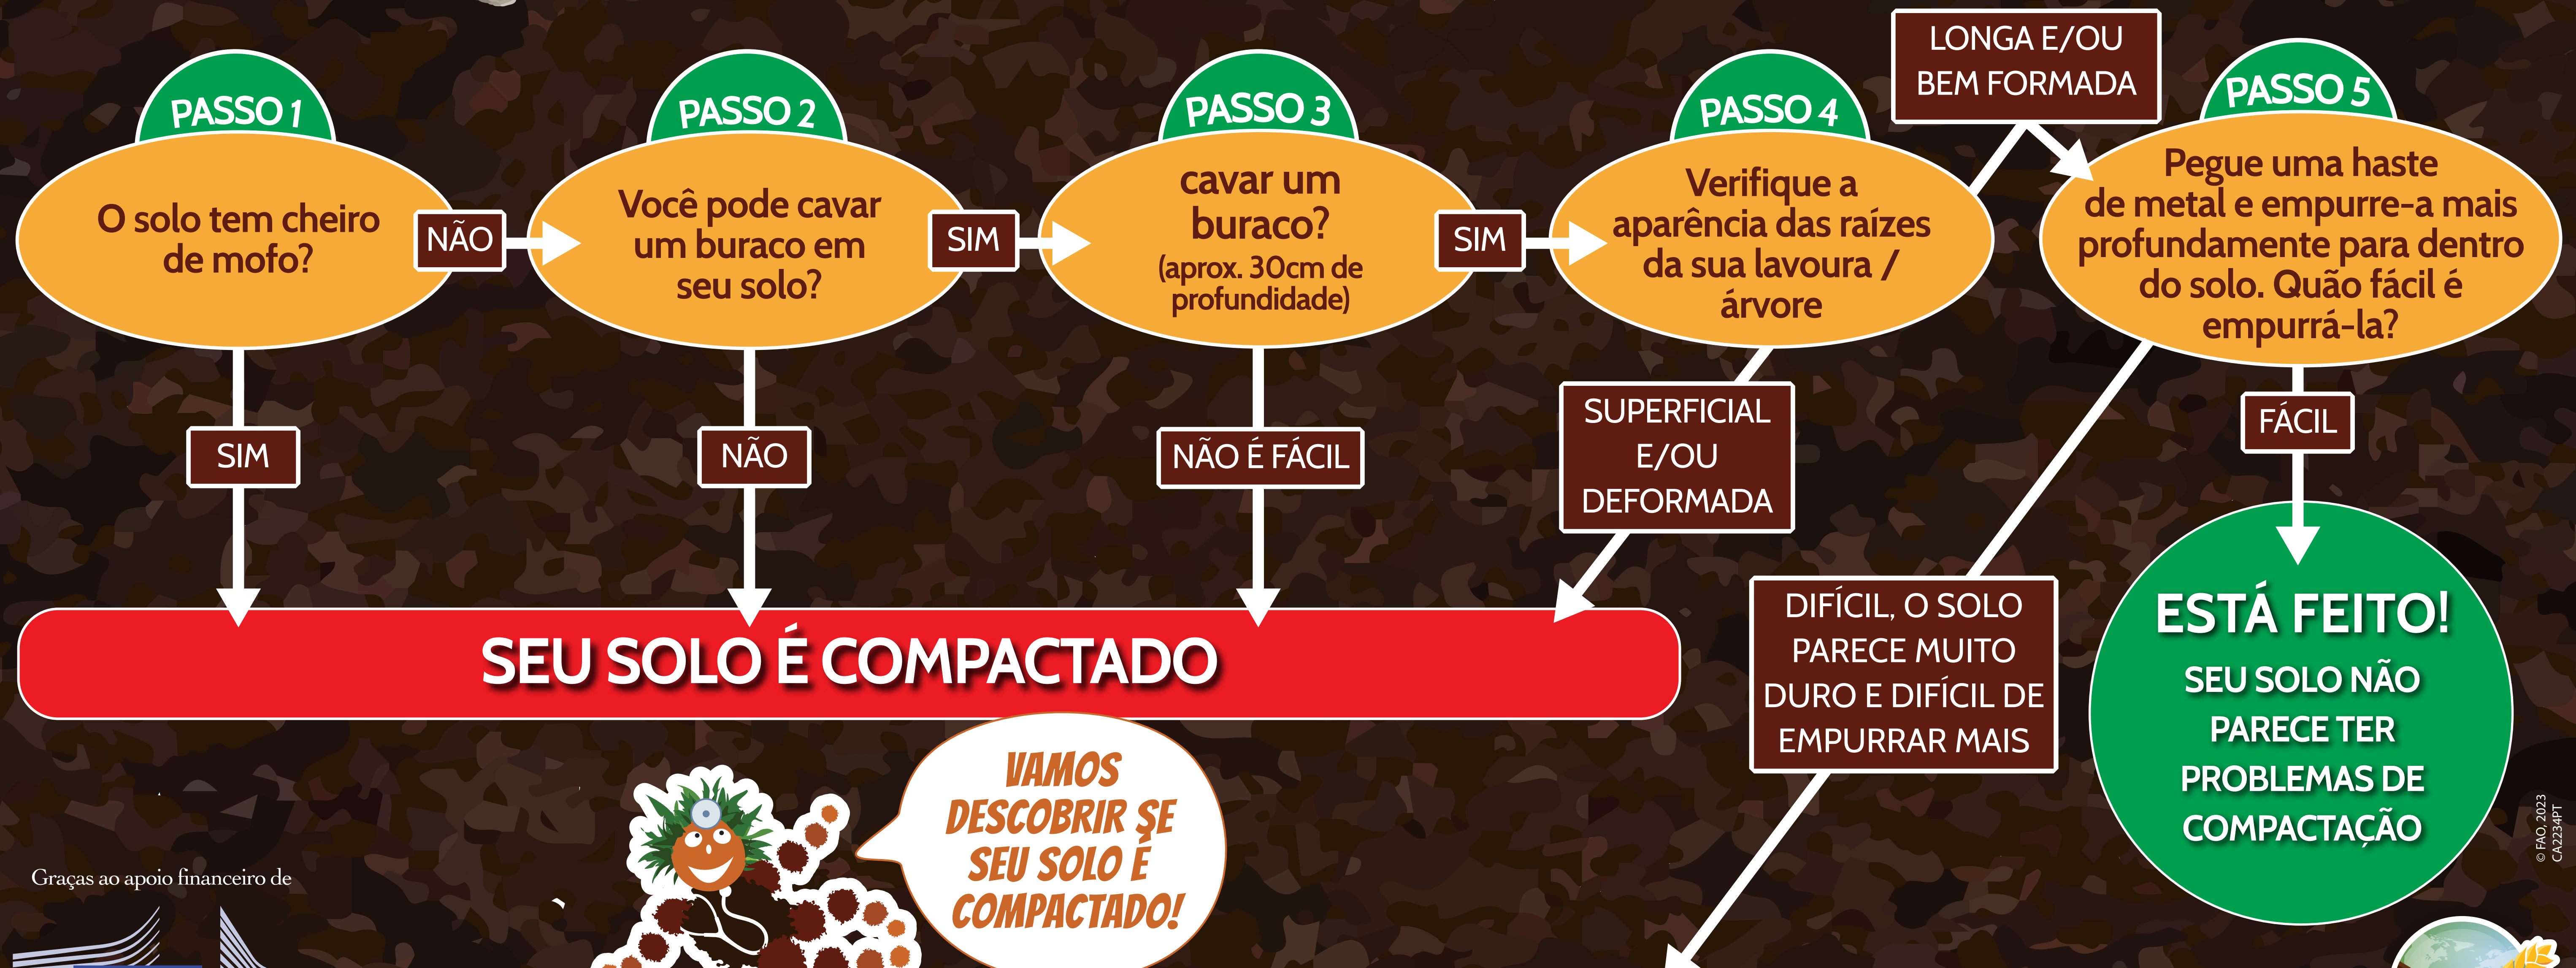 PASSO 1
O solo tem cheiro
de mofo?
NÃO
SIM
PASSO 2
Você pode cavar
um buraco em
seu solo?
SIM
NÃO
PASSO 3
cavar um
buraco?
(aprox. 30cm de
profundidade)
SIM
NÃO É FÁCIL
PASSO 4
Verifique a
aparência das raízes
da sua lavoura /
árvore
LONGA E/OU
BEM FORMADA
SUPERFICIAL
E/OU
DEFORMADA
PASSO 5
Pegue uma haste
de metal e empurre-a mais
profundamente para dentro
do solo. Quão fácil é
empurrá-la?
FÁCIL
DIFÍCIL, O SOLO
PARECE MUITO
DURO E DIFÍCIL DE
EMPURRAR MAIS
ESTÁ FEITO!
SEU SOLO NÃO
PARECE TER
PROBLEMAS DE
COMPACTAÇÃO
SEU SOLO É COMPACTADO
VAMOS
DESCOBRIR SE
SEU SOLO É
COMPACTADO!
Graças ao apoio financeiro de
© FAO, 2023
CA2234PT